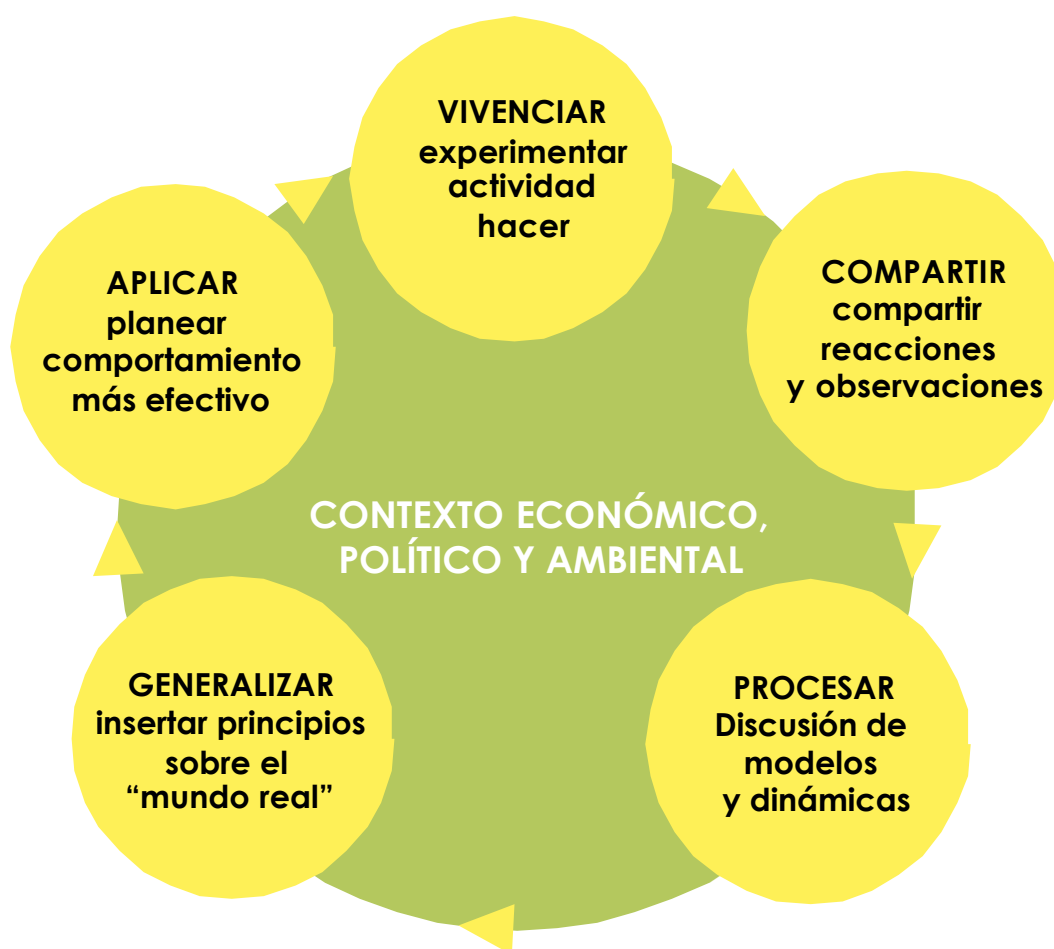 VIVENCIAR
experimentar
actividad
hacer
COMPARTIR
compartir
reacciones
y observaciones
PROCESAR
Discusión de
modelos
y dinámicas
GENERALIZAR
insertar principios
sobre el
“mundo real”
APLICAR
planear
comportamiento
más efectivo
CONTEXTO ECONÓMICO,
POLÍTICO Y AMBIENTAL